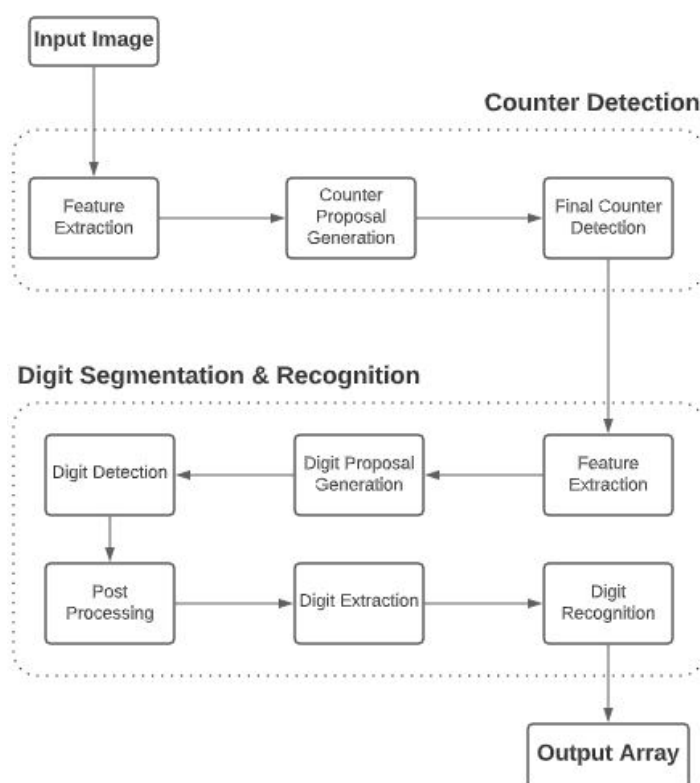 Input Image
Counter Detection
Feature
Extraction
Counter
Proposal
Generation
Final Counter
Detection
Digit Segmentation & Recognition
Digit Detection
Digit Proposal
Generation
Feature
Extraction
Post
Processing
Digit Extraction
Digit
Recognition
Output Array